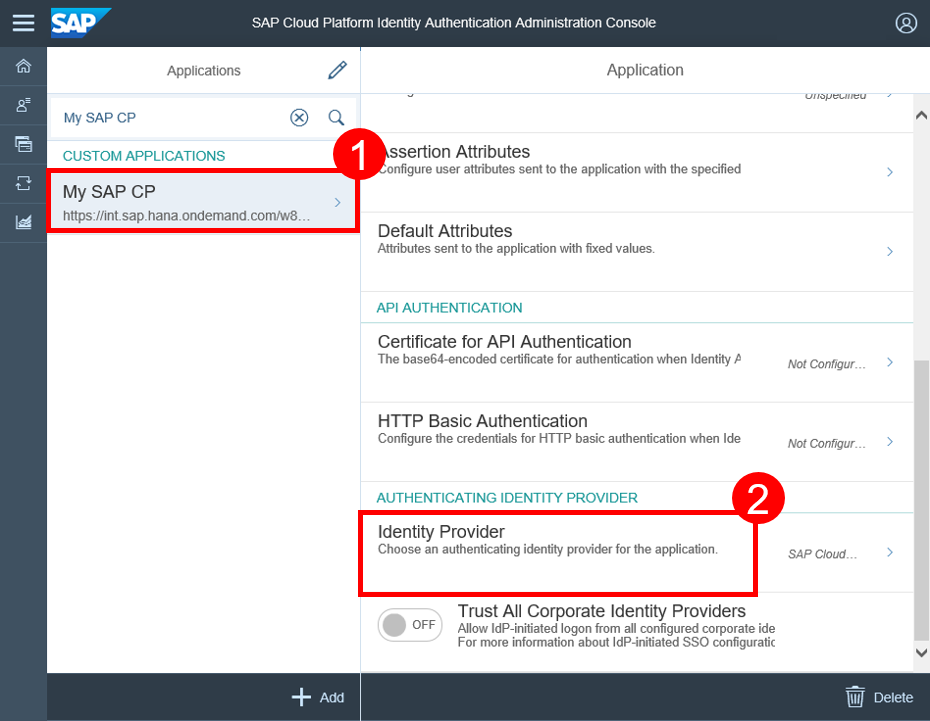 SAP
SAP Cloud Platform Identity Authentication Administration Console
Applications
Application
My SAP CP
Unspecified
CUSTOM APPLICATIONS
1
My SAP CP
https://int.sap.hana.ondemand.com/w8...
Assertion Attributes
Configure user attributes sent to the application with the specified
Default Attributes
Attributes sent to the application with fixed values.
API AUTHENTICATION
Certificate for API Authentication
The base64-encoded certificate for authentication when Identity A
Not Configur...
HTTP Basic Authentication
Configure the credentials for HTTP basic authentication when Ide
Not Configur...
AUTHENTICATING IDENTITY PROVIDER
2
Identity Provider
Choose an authenticating identity provider for the application.
SAP Cloud...
OFF
Trust All Corporate Identity Providers
Allow IdP-initiated logon from all configured corporate ide
For more information about IdP-initiated SSO configuratic
Add
Delete